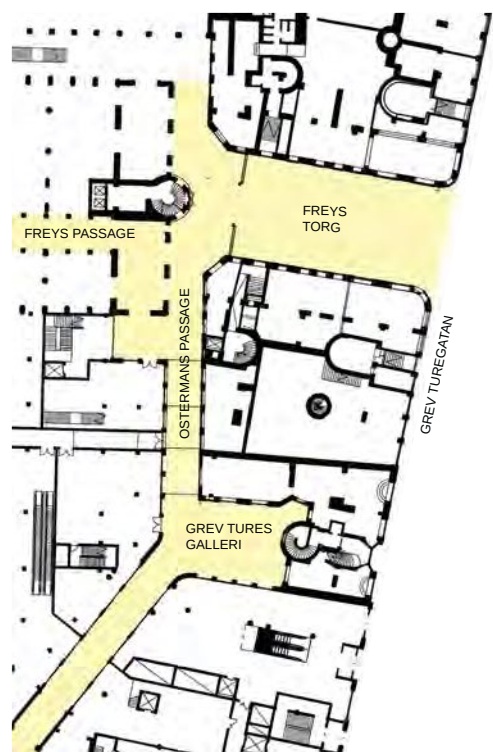 FREYS
TORG
FREYS PASSAGE
OSTERMANS PASSAGE
GREV TUREGATAN
GREV TURES
GALLERI